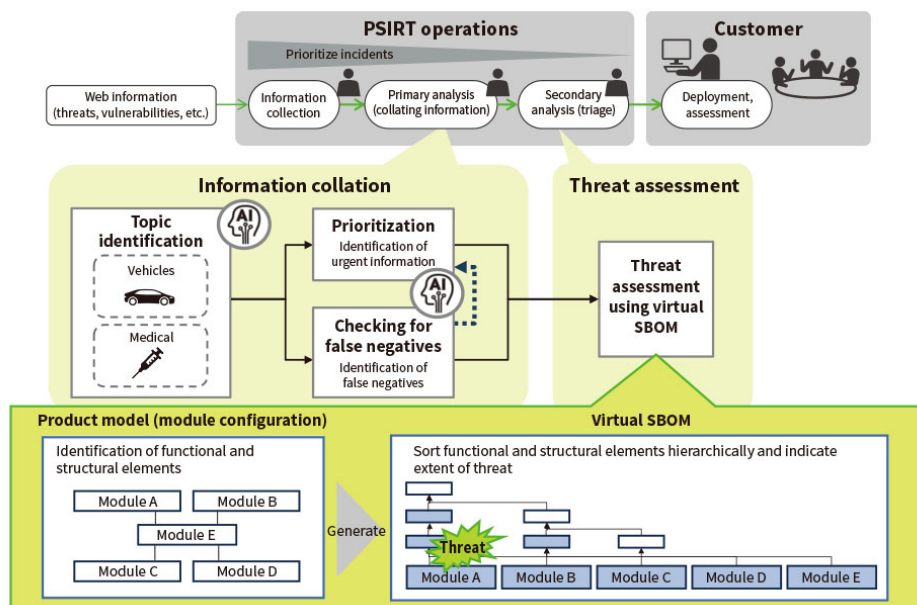 PSIRT operations
Customer
Prioritize incidents
Web information
(threats, vulnerabilities, etc.)
Information
collection
Primary analysis
(collating information)
Secondary
analysis (triage)
Deployment,
assessment
Information collation
Threat assessment
Topic
identification
AI
Vehicles
Medical
Prioritization
Identification of
urgent information
AI
Checking for
false negatives
Identification of
false negatives
Threat
assessment
using virtual
SBOM
Product model (module configuration)
Virtual SBOM
Identification of functional and
structural elements
Module A
Module B
Module E
Module C
Module D
Generate
Sort functional and structural elements hierarchically and indicate
extent of threat
Threat
Module A
Module B
Module C
Module D
Module E